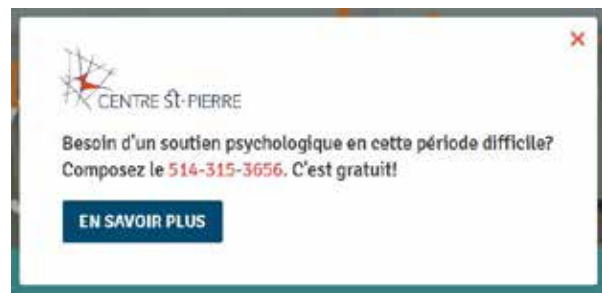 CENTRE St-PIERRE
Besoin d'un soutien psychologique en cette période difficile?
Composez le 514-315-3656. C'est gratuit!
EN SAVOIR PLUS